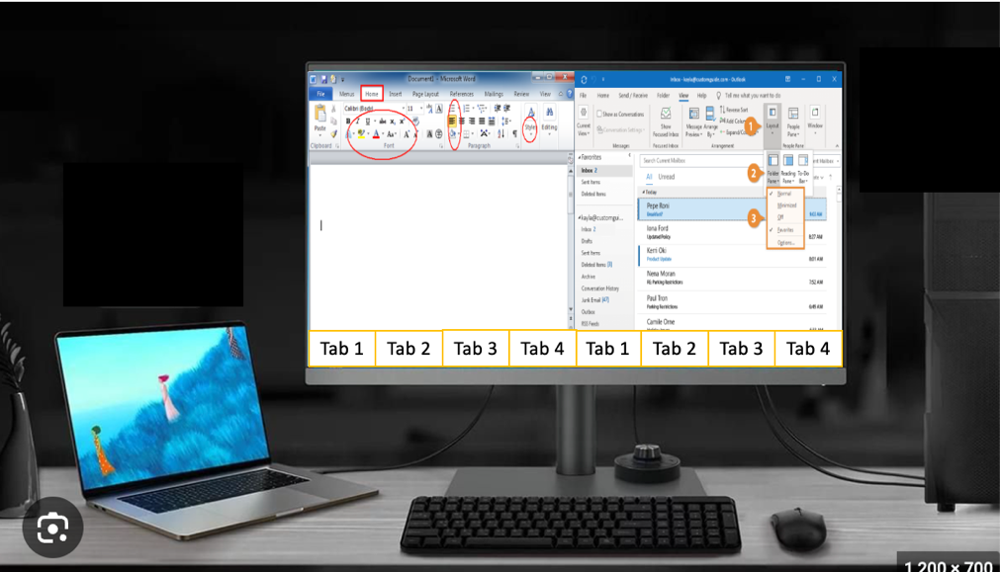 Document1 - Microsoft Word
File Menus Home Insert Page Layout References Mailings Review View
Calibri (Body) 11
Paste
Styles Editing
Clipboard Font Paragraph
Inbox - kayla@customguide.com - Outlook
File Home Send / Receive Folder View Help Tell me what you want to do
Current View
Show as Conversations
Conversation Settings
Messages
Show Focused Inbox
Focused Inbox
Message Preview Arrange By
Reverse Sort
Add Columns
Arrangement
1
Layout
People Pane
Window
People Pane
2
Folder Pane Reading Pane To-Do Bar
3
Normal
Minimized
Off
Favorites
Options...
Favorites
Inbox 2
Sent Items
Deleted Items
kayla@customgui...
Inbox 2
Drafts
Sent Items
Deleted Items [3]
Archive
Conversation History
Junk Email [47]
Outbox
RSS Feeds
Search Current Mailbox
All Unread
Today
Pepe Roni
Breakfast?
Iona Ford
Updated Policy
8:27 AM
Kerri Oki
Product Update
8:01 AM
Nena Moran
RE: Parking Restrictions
7:52 AM
Paul Tron
Parking Restrictions
6:49 AM
Camile Orne
Tab 1 Tab 2 Tab 3 Tab 4 Tab 1 Tab 2 Tab 3 Tab 4
1,200 × 700